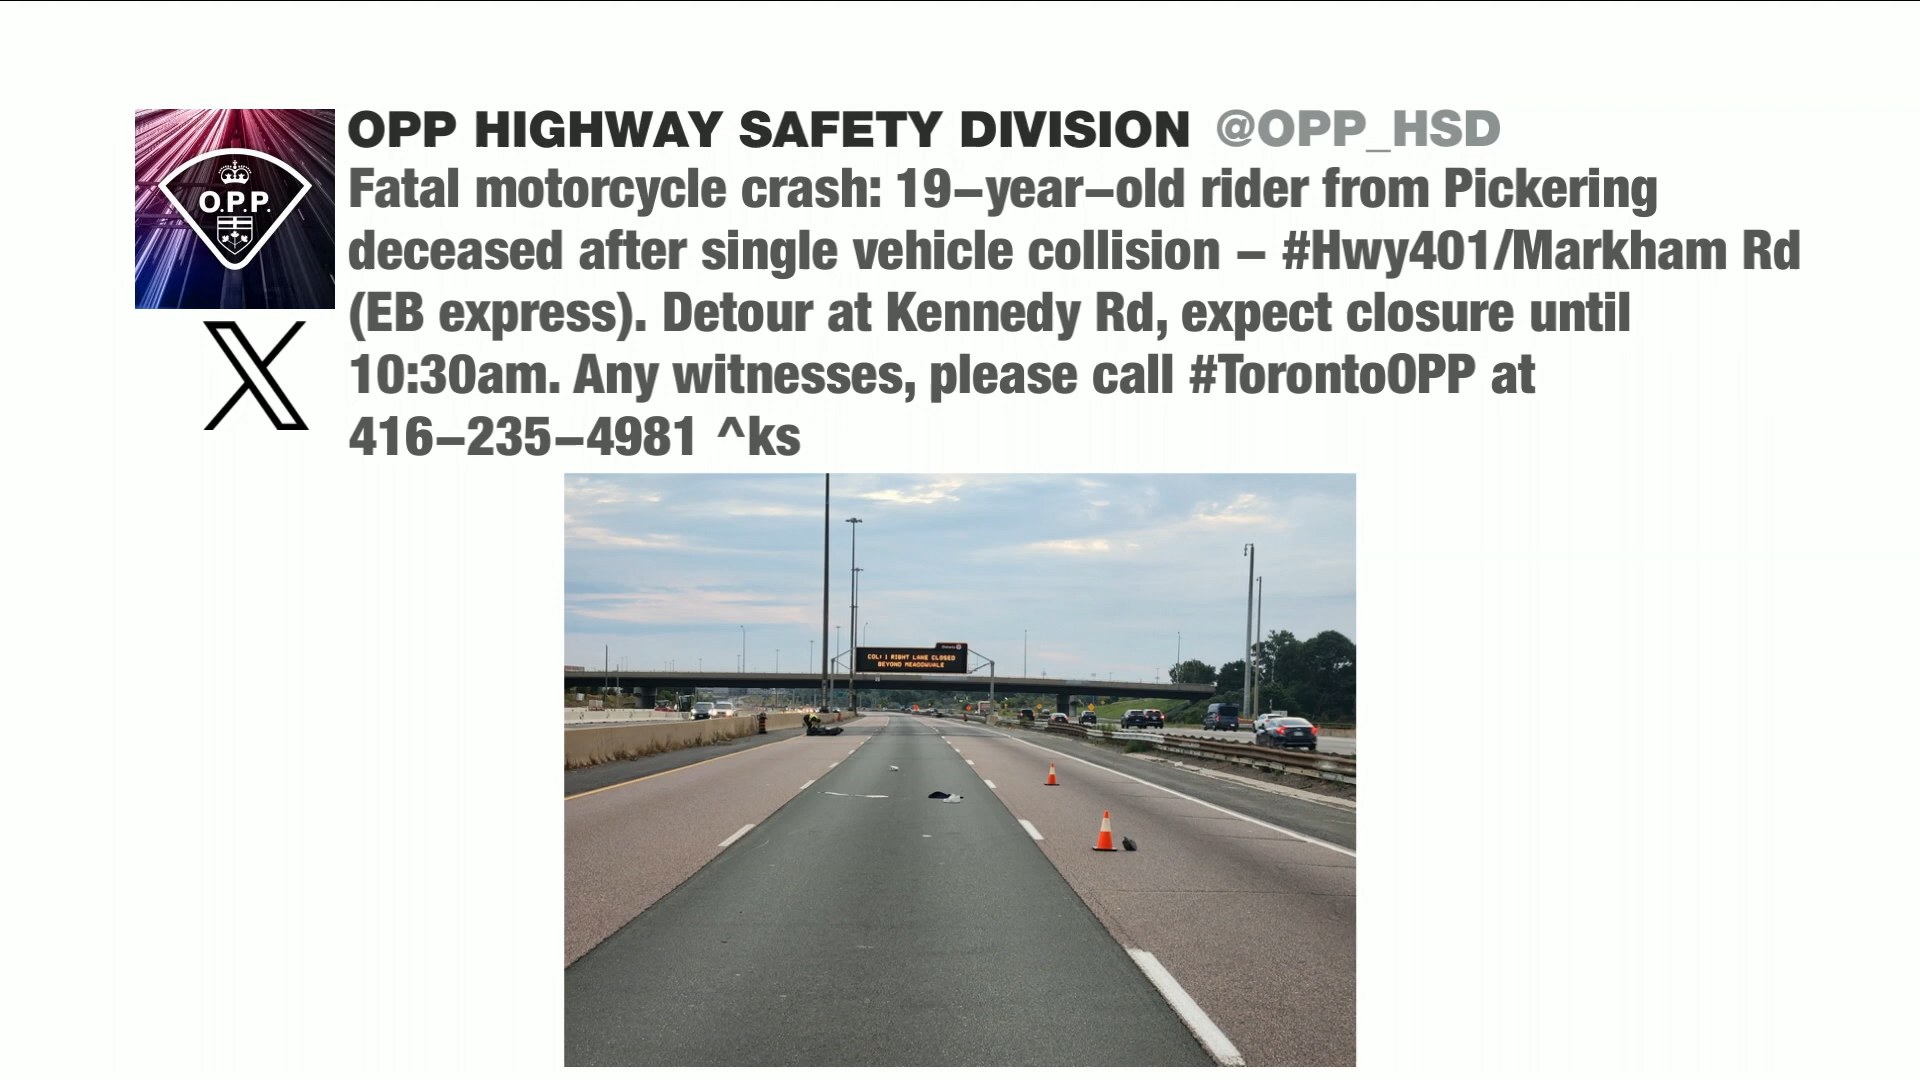 OPP HIGHWAY SAFETY DIVISION @OPP_HSD
Fatal motorcycle crash: 19-year-old rider from Pickering
deceased after single vehicle collision - #Hwy401/Markham Rd
(EB express). Detour at Kennedy Rd, expect closure until
10:30am. Any witnesses, please call #TorontoOPP at
416-235-4981 ^ks
O.P.P.
X
COL: 1 RIGHT LANE CLOSED
BEYOND MEADOWVALE